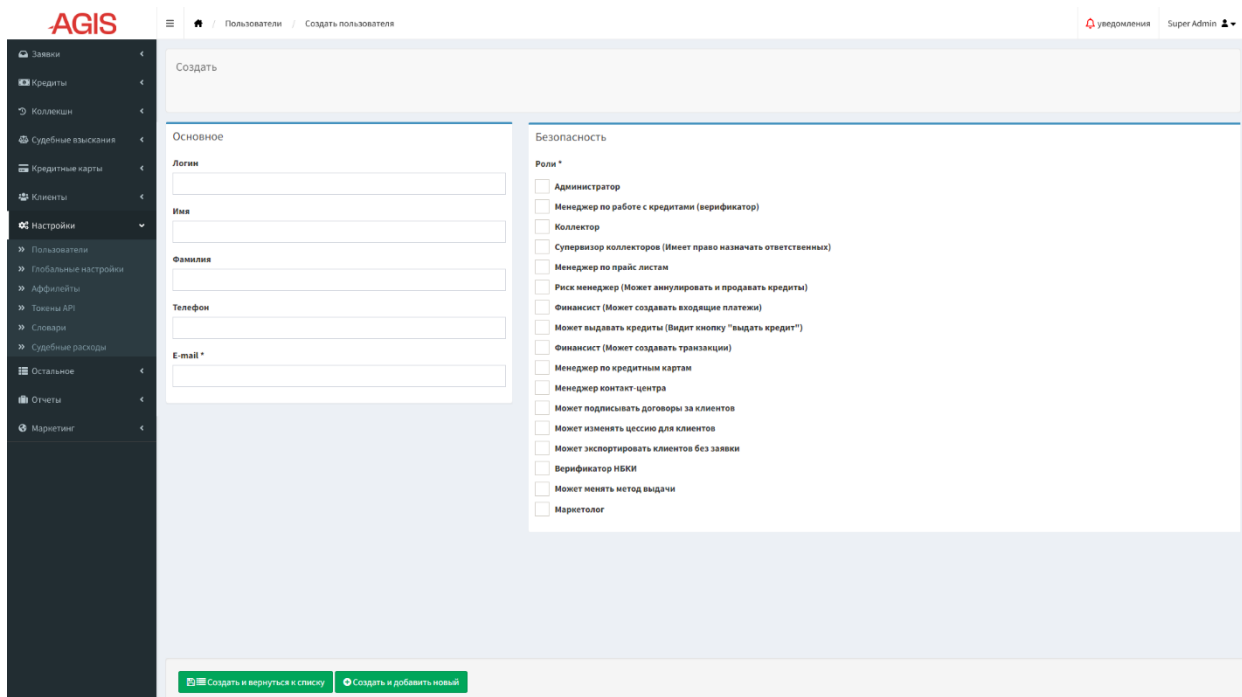 AGIS
Пользователи / Создать пользователя
уведомления
Super Admin
Заявки
Кредиты
Коллекшн
Судебные взыскания
Кредитные карты
Клиенты
Настройки
Пользователи
Глобальные настройки
Аффилейты
Токены API
Словари
Судебные расходы
Остальное
Отчеты
Маркетинг
Создать
Основное
Логин
Имя
Фамилия
Телефон
E-mail *
Безопасность
Роли *
Администратор
Менеджер по работе с кредитами (верификатор)
Коллектор
Супервизор коллекторов (Имеет право назначать ответственных)
Менеджер по прайс листам
Риск менеджер (Может аннулировать и продавать кредиты)
Финансист (Может создавать входящие платежи)
Может выдавать кредиты (Видит кнопку "выдать кредит")
Финансист (Может создавать транзакции)
Менеджер по кредитным картам
Менеджер контакт-центра
Может подписывать договоры за клиентов
Может изменять цессию для клиентов
Может экспортировать клиентов без заявки
Верификатор НБКИ
Может менять метод выдачи
Маркетолог
Создать и вернуться к списку
Создать и добавить новый